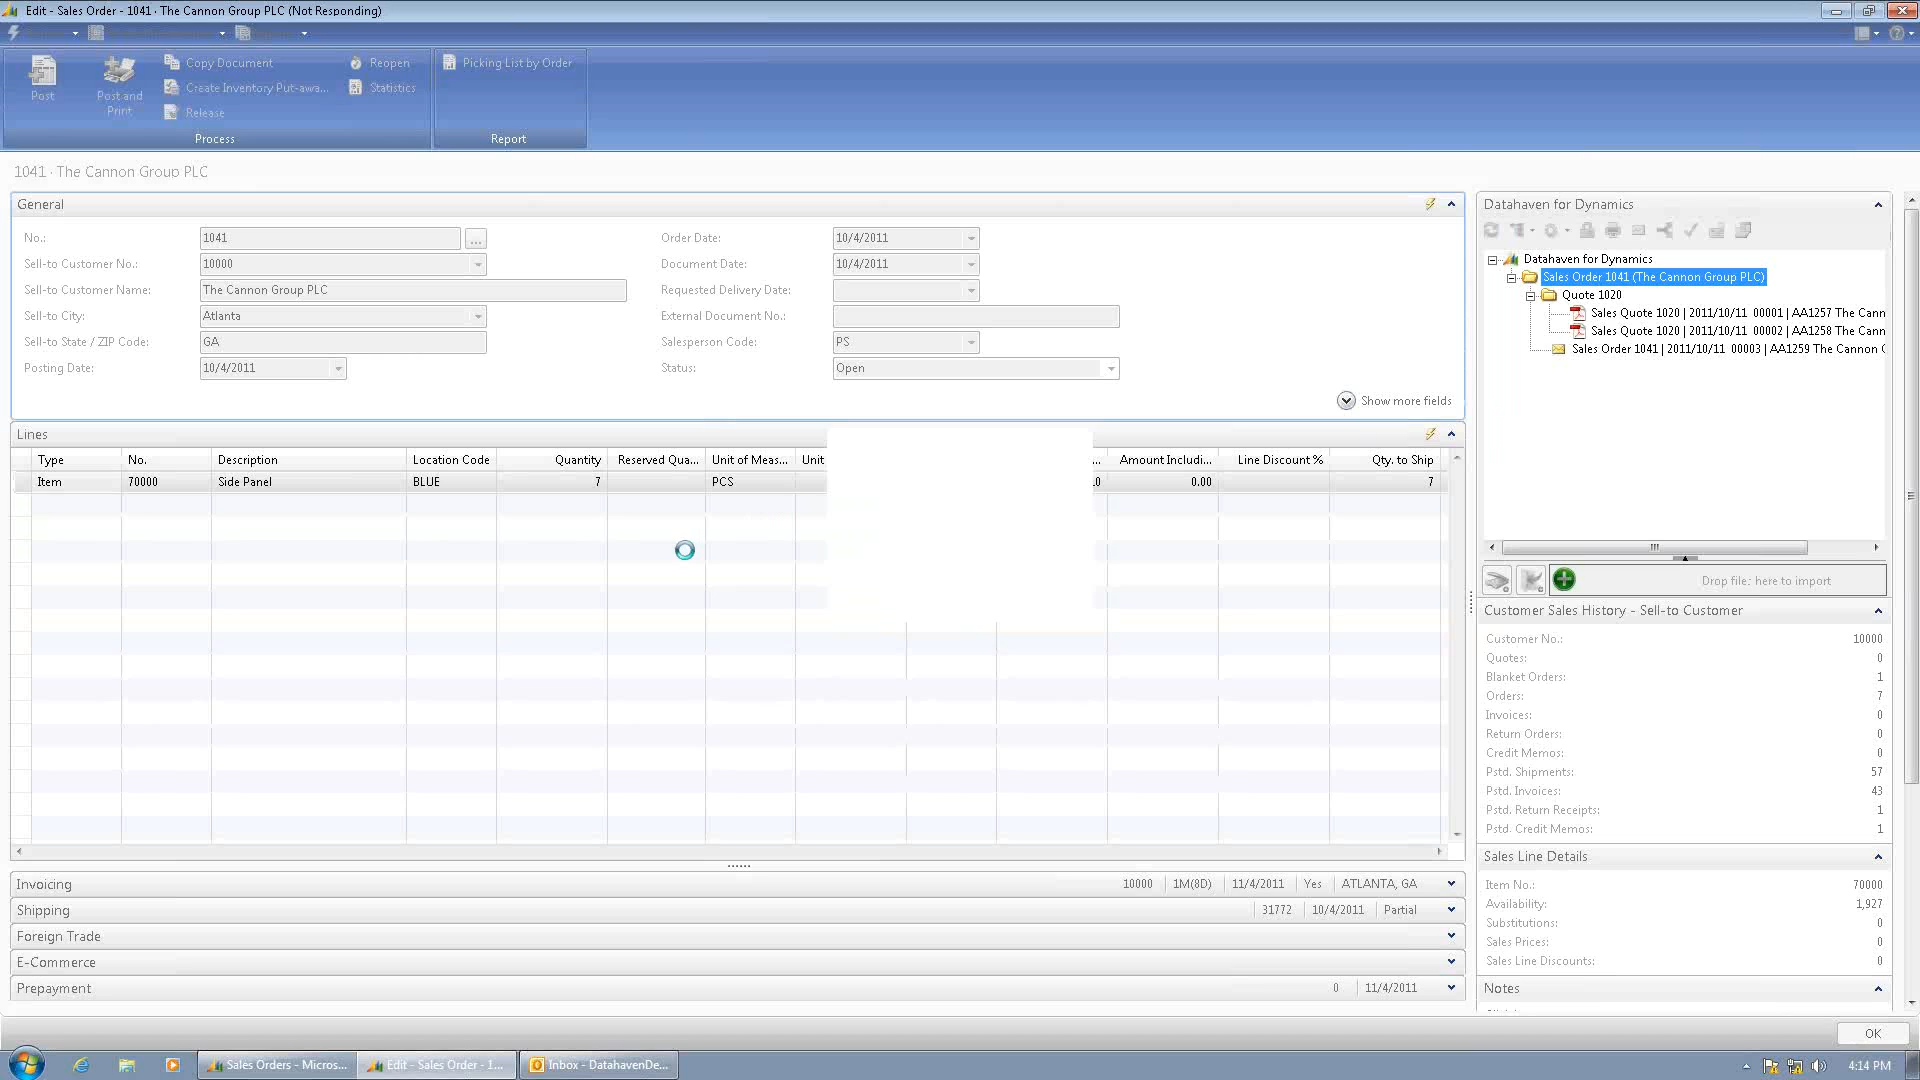 Edit - Sales Order - 1041 · The Cannon Group PLC (Not Responding)
Post
Post and Print
Copy Document
Create Inventory Put-awa...
Release
Reopen
Statistics
Process
Picking List by Order
Report
1041 · The Cannon Group PLC
General
No.: 1041 ...
Sell-to Customer No.: 10000
Sell-to Customer Name: The Cannon Group PLC
Sell-to City: Atlanta
Sell-to State / ZIP Code: GA
Posting Date: 10/4/2011
Order Date: 10/4/2011
Document Date: 10/4/2011
Requested Delivery Date:
External Document No.:
Salesperson Code: PS
Status: Open
Show more fields
Lines
Type No. Description Location Code Quantity Reserved Qua... Unit of Meas... Unit ... Amount Includi... Line Discount % Qty. to Ship
Item 70000 Side Panel BLUE 7 PCS 0.00 7
Invoicing 10000 1M(8D) 11/4/2011 Yes ATLANTA, GA
Shipping 31772 10/4/2011 Partial
Foreign Trade
E-Commerce
Prepayment 0 11/4/2011
Datahaven for Dynamics
Datahaven for Dynamics
Sales Order 1041 (The Cannon Group PLC)
Quote 1020
Sales Quote 1020 | 2011/10/11 00001 | AA1257 The Cann
Sales Quote 1020 | 2011/10/11 00002 | AA1258 The Cann
Sales Order 1041 | 2011/10/11 00003 | AA1259 The Cannon
Drop files here to import
Customer Sales History - Sell-to Customer
Customer No.: 10000
Quotes: 0
Blanket Orders: 1
Orders: 7
Invoices: 0
Return Orders: 0
Credit Memos: 0
Pstd. Shipments: 57
Pstd. Invoices: 43
Pstd. Return Receipts: 1
Pstd. Credit Memos: 1
Sales Line Details
Item No.: 70000
Availability: 1,927
Substitutions: 0
Sales Prices: 0
Sales Line Discounts: 0
Notes
OK
Sales Orders - Micros...
Edit - Sales Order - 1...
Inbox - DatahavenDe...
4:14 PM